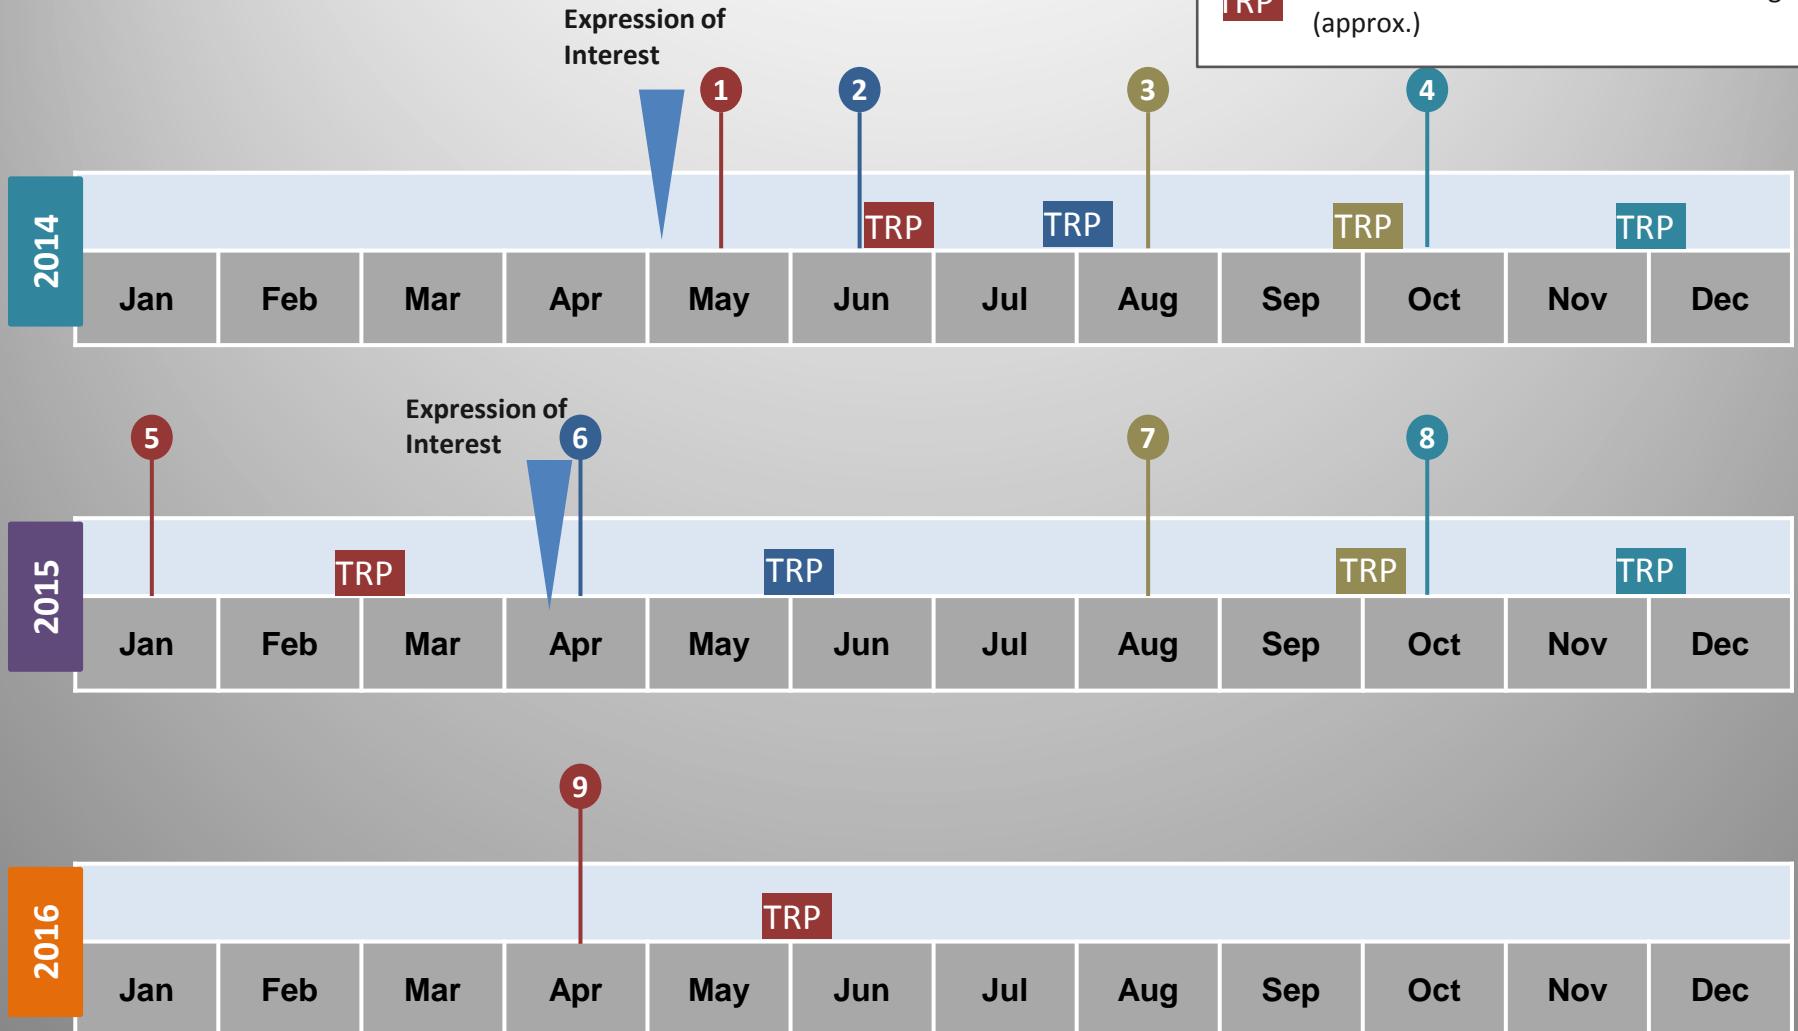 TRP
(approx.)
Expression of
Interest
1
2
3
4
2014
TRP
TRP
TRP
TRP
Jan Feb Mar Apr May Jun Jul Aug Sep Oct Nov Dec
Expression of
Interest
5
6
7
8
2015
TRP
TRP
TRP
TRP
Jan Feb Mar Apr May Jun Jul Aug Sep Oct Nov Dec
9
2016
TRP
Jan Feb Mar Apr May Jun Jul Aug Sep Oct Nov Dec